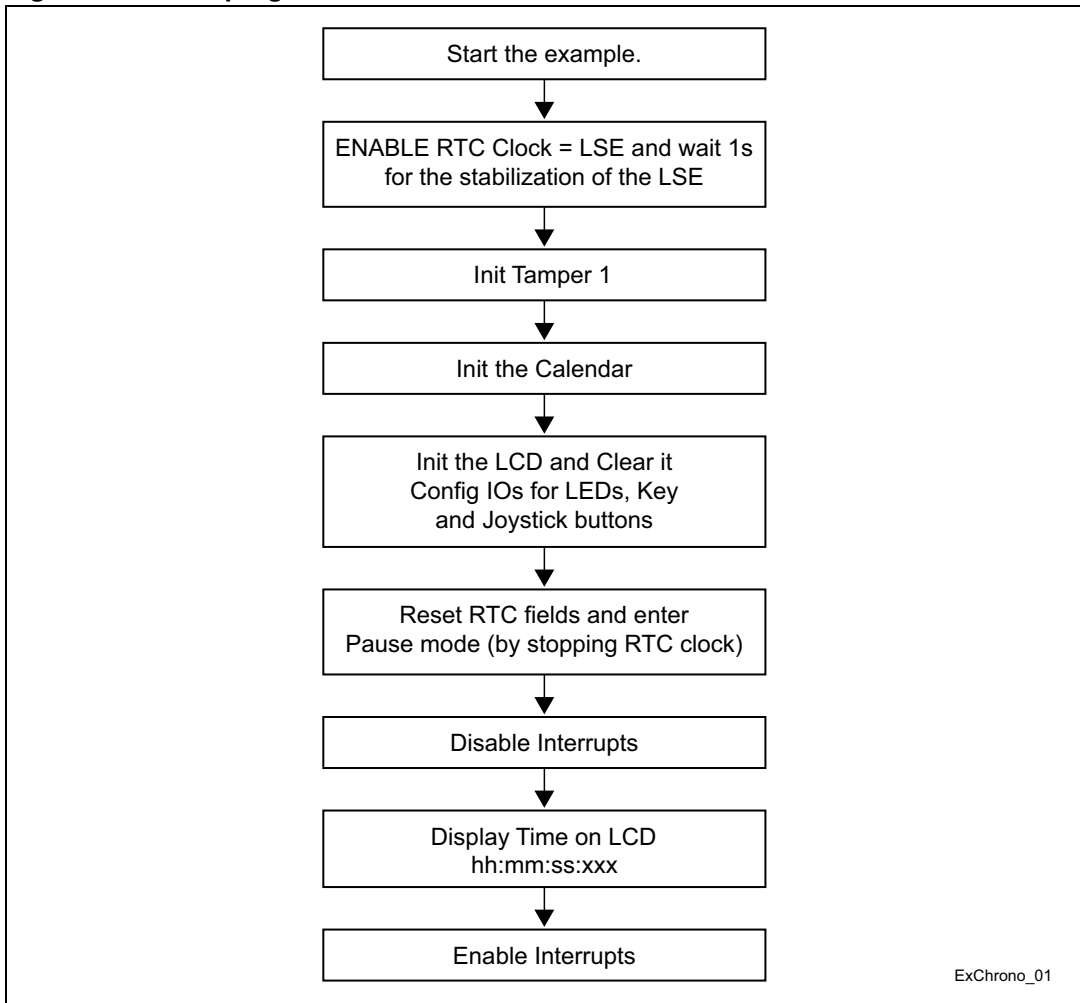 Start the example.
ENABLE RTC Clock = LSE and wait 1s
for the stabilization of the LSE
Init Tamper 1
Init the Calendar
Init the LCD and Clear it
Config IOs for LEDs, Key
and Joystick buttons
Reset RTC fields and enter
Pause mode (by stopping RTC clock)
Disable Interrupts
Display Time on LCD
hh:mm:ss:xxx
Enable Interrupts
ExChrono_01